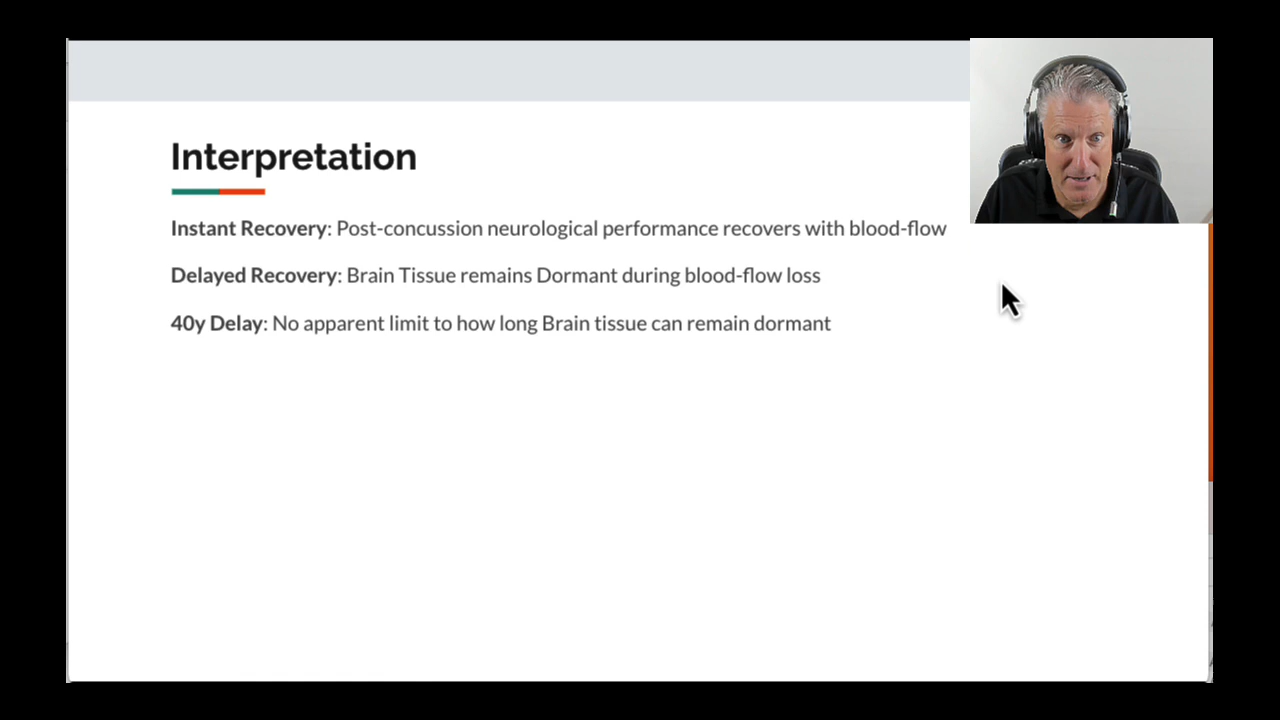 Interpretation
Instant Recovery: Post-concussion neurological performance recovers with blood-flow
Delayed Recovery: Brain Tissue remains Dormant during blood-flow loss
40y Delay: No apparent limit to how long Brain tissue can remain dormant